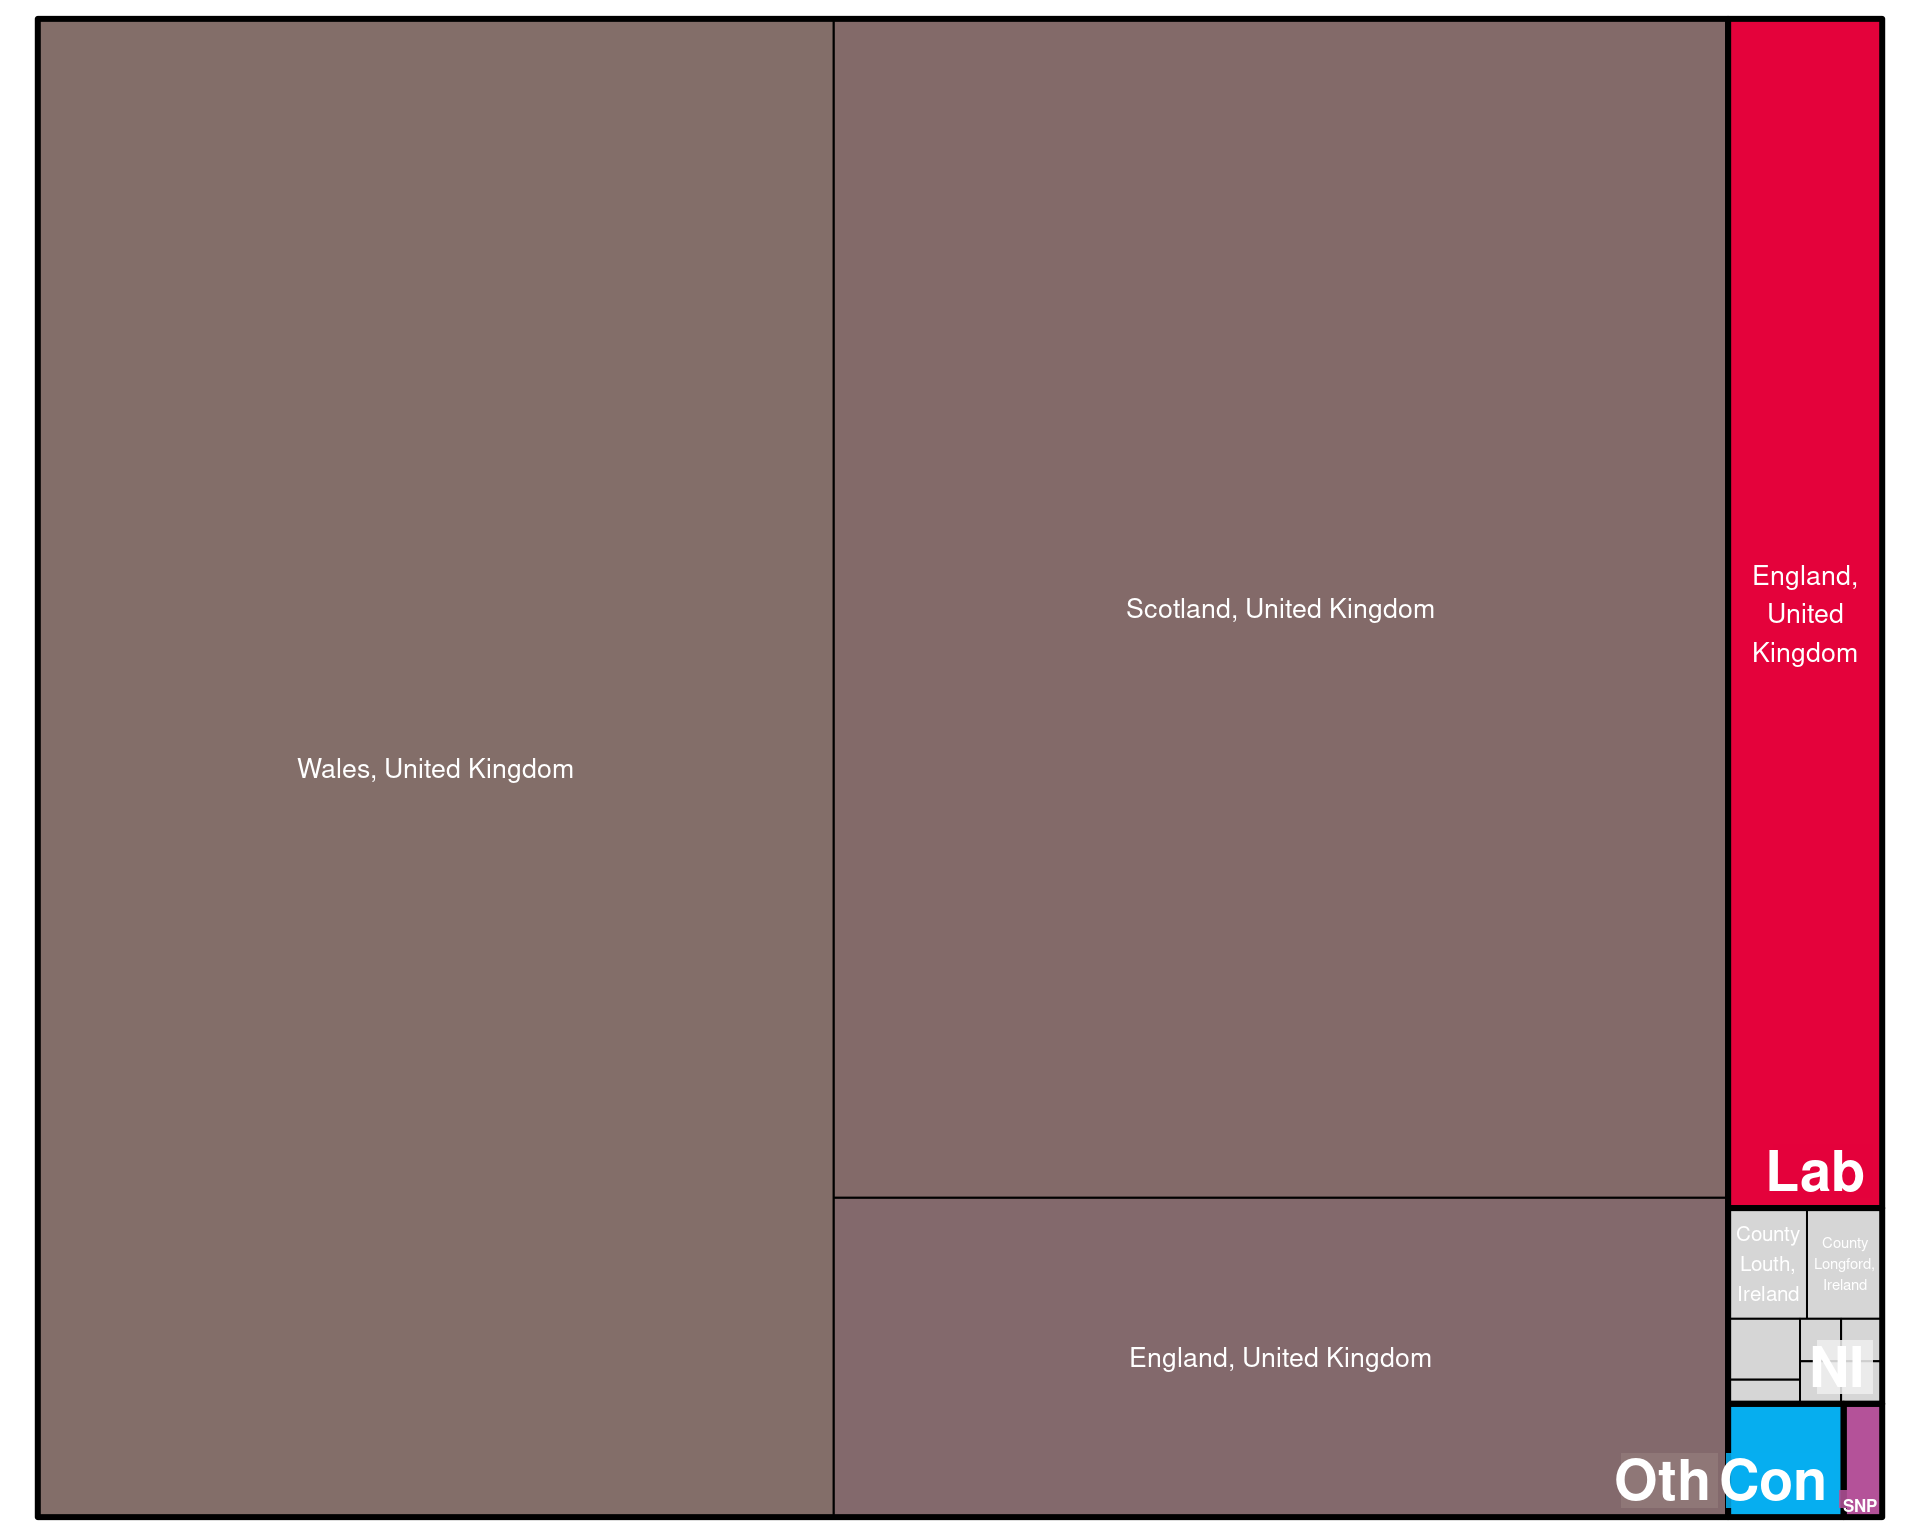 Wales, United Kingdom
Scotland, United Kingdom
England, United Kingdom
Oth
England,
United
Kingdom
Lab
County
Louth,
Ireland
County
Longford,
Ireland
NI
Con
SNP